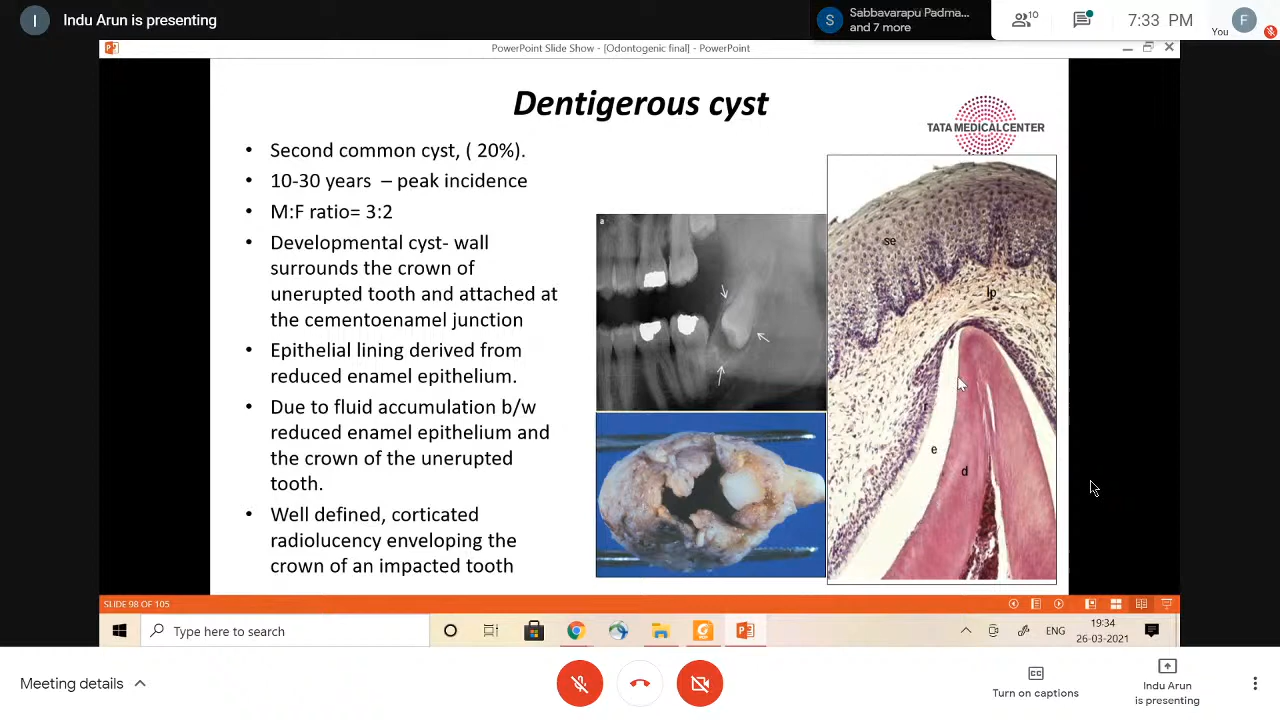 I
Indu Arun is presenting
S
Sabbavarapu Padma...
and 7 more
10
7:33 PM
F
You
PowerPoint Slide Show - [Odontogenic final] - PowerPoint
Dentigerous cyst
TATA MEDICAL CENTER
• Second common cyst, ( 20%).
• 10-30 years – peak incidence
• M:F ratio= 3:2
• Developmental cyst- wall
surrounds the crown of
unerupted tooth and attached at
the cementoenamel junction
• Epithelial lining derived from
reduced enamel epithelium.
• Due to fluid accumulation b/w
reduced enamel epithelium and
the crown of the unerupted
tooth.
• Well defined, corticated
radiolucency enveloping the
crown of an impacted tooth
a
se
lp
r
e
d
SLIDE 98 OF 105
Type here to search
ENG
19:34
26-03-2021
Meeting details
Turn on captions
Indu Arun
is presenting